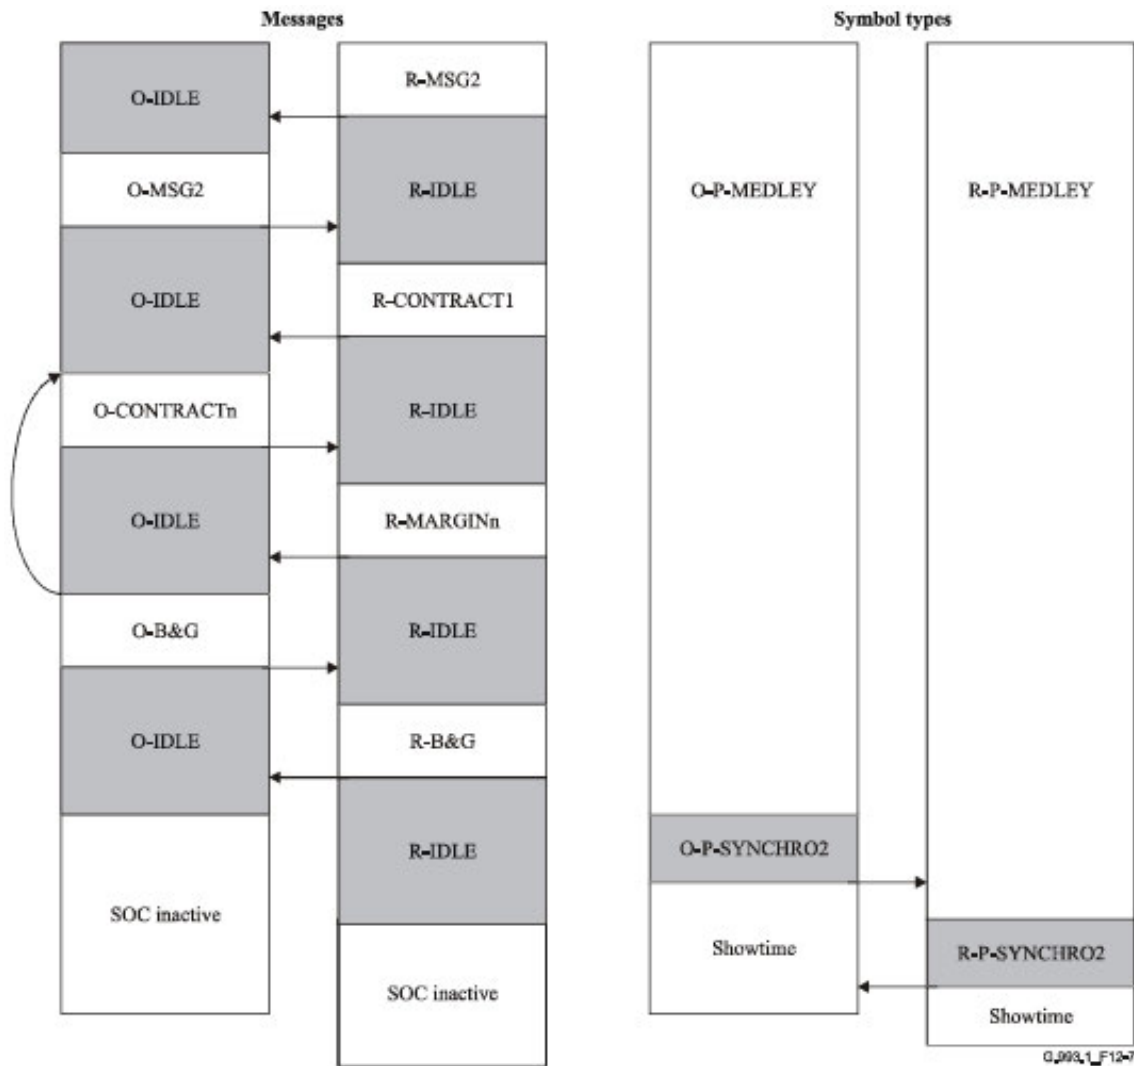 Messages
O-IDLE
O-MSG2
O-IDLE
O-CONTRACTn
O-IDLE
O-B&G
O-IDLE
SOC inactive
R-MSG2
R-IDLE
R-CONTRACT1
R-IDLE
R-MARGINn
R-IDLE
R-B&G
R-IDLE
SOC inactive
Symbol types
O-P-MEDLEY
O-P-SYNCHRO2
Showtime
R-P-MEDLEY
R-P-SYNCHRO2
Showtime
G.993.1_F12-7